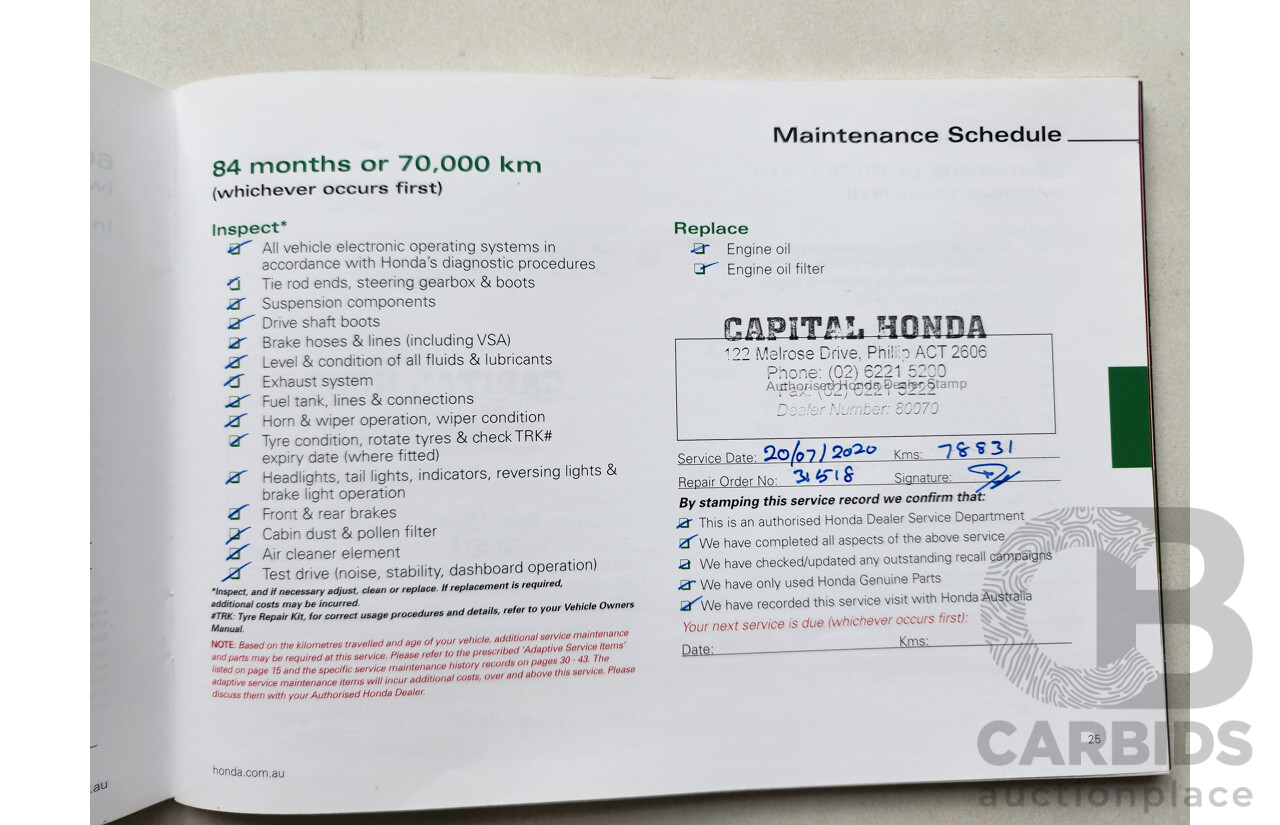 Maintenance Schedule
84 months or 70,000 km
(whichever occurs first)
Inspect*
All vehicle electronic operating systems in
accordance with Honda's diagnostic procedures
Tie rod ends, steering gearbox & boots
Suspension components
Drive shaft boots
Brake hoses & lines (including VSA)
Level & condition of all fluids & lubricants
Exhaust system
Fuel tank, lines & connections
Horn & wiper operation, wiper condition
Tyre condition, rotate tyres & check TRK#
expiry date (where fitted)
Headlights, tail lights, indicators, reversing lights &
brake light operation
Front & rear brakes
Cabin dust & pollen filter
Air cleaner element
Test drive (noise, stability, dashboard operation)
*Inspect, and if necessary adjust, clean or replace. If replacement is required,
additional costs may be incurred.
#TRK: Tyre Repair Kit, for correct usage procedures and details, refer to your Vehicle Owners
Manual.
NOTE: Based on the kilometres travelled and age of your vehicle, additional service maintenance
and parts may be required at this service. Please refer to the prescribed 'Adaptive Service Items'
listed on page 15 and the specific service maintenance history records on pages 30 - 43. The
adaptive service maintenance items will incur additional costs, over and above this service. Please
discuss them with your Authorised Honda Dealer.
honda.com.au
Replace
Engine oil
Engine oil filter
CAPITAL HONDA
122 Melrose Drive, Phillip ACT 2606
Phone: (02) 6221 5200
Authorised Honda Dealer Stamp
Fax: (02) 6221 5222
Dealer Number: 80070
Service Date: 20/07/2020 Kms: 78831
Repair Order No: 31518 Signature:
By stamping this service record we confirm that:
This is an authorised Honda Dealer Service Department
We have completed all aspects of the above service
We have checked/updated any outstanding recall campaigns
We have only used Honda Genuine Parts
We have recorded this service visit with Honda Australia
Your next service is due (whichever occurs first):
Date: Kms:
25
.au
CB
CARBIDS
auctionplace